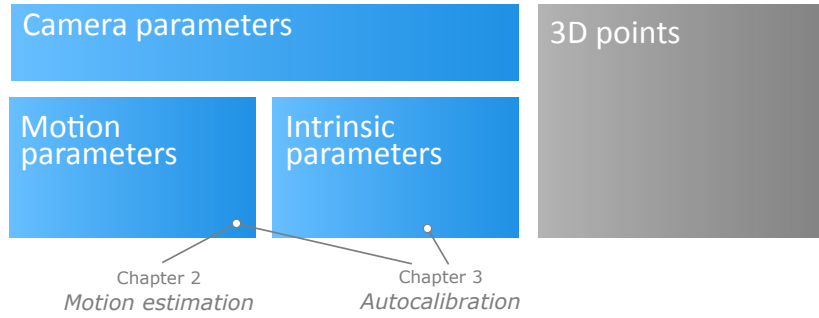 Camera parameters
3D points
Motion
parameters
Intrinsic
parameters
Chapter 2
Motion estimation
Chapter 3
Autocalibration